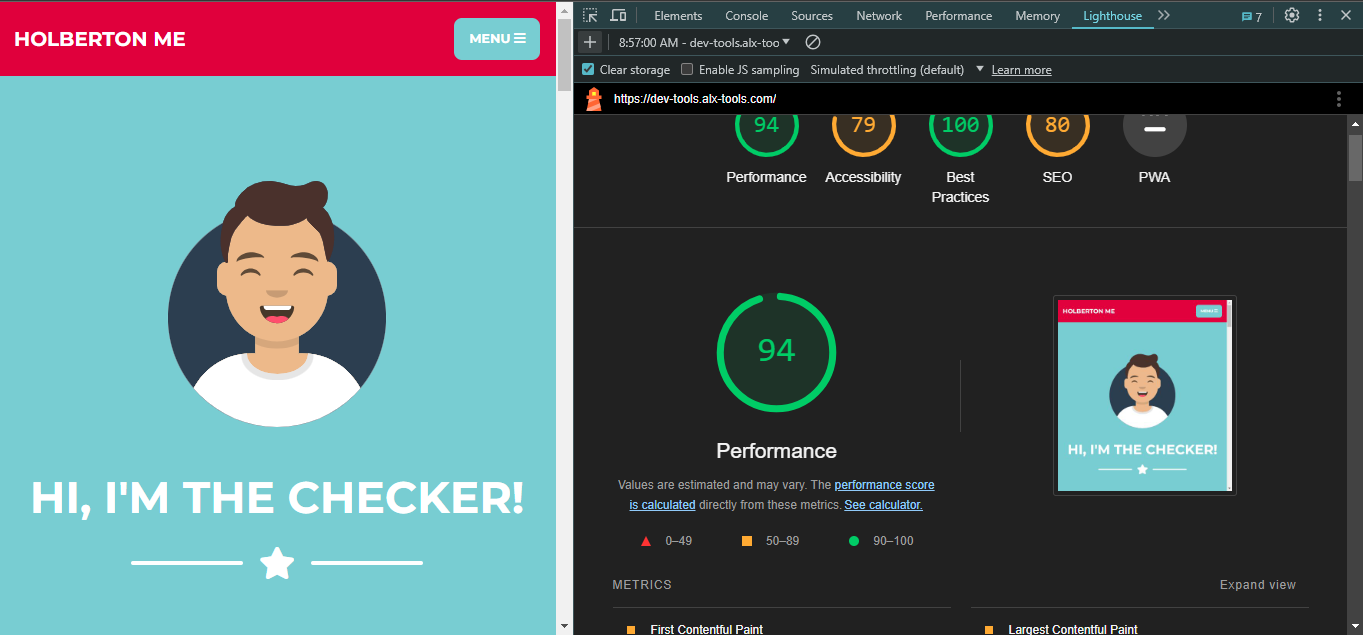 HOLBERTON ME
MENU
HI, I'M THE CHECKER!
Elements Console Sources Network Performance Memory Lighthouse 7
8:57:00 AM - dev-tools.alx-too
Clear storage Enable JS sampling Simulated throttling (default) Learn more
https://dev-tools.alx-tools.com/
94 79 100 80
Performance Accessibility Best Practices SEO PWA
94
Performance
Values are estimated and may vary. The performance score
is calculated directly from these metrics. See calculator.
0–49 50–89 90–100
HOLBERTON ME
MENU
HI, I'M THE CHECKER!
METRICS Expand view
First Contentful Paint Largest Contentful Paint